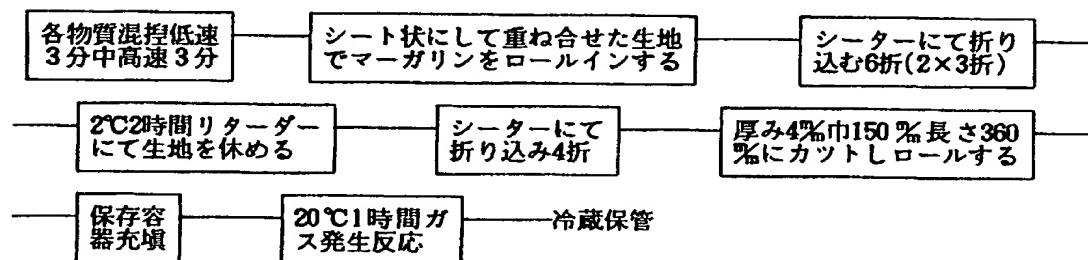 各物質混揑低速
3分中高速3分
シート状にして重ね合せた生地
でマーガリンをロールインする
シーターにて折り
込む6折(2×3折)
2℃2時間リターダー
にて生地を休める
シーターにて
折り込み4折
厚み4㎜巾150㎜長さ360
㎜にカットしロールする
保存容
器充塡
20℃1時間ガ
ス発生反応
冷蔵保管